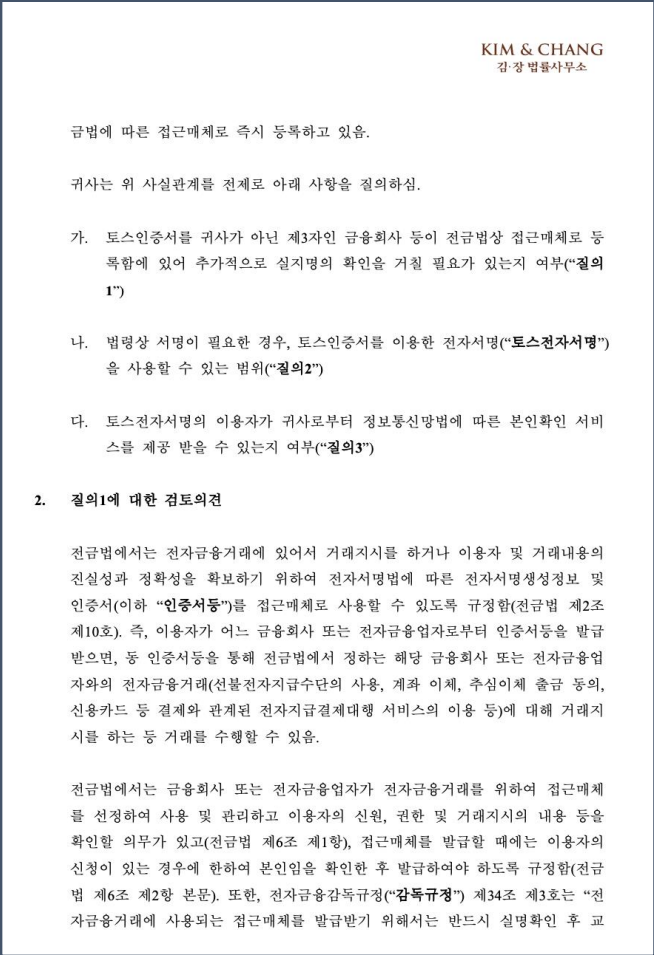 KIM & CHANG
김·장 법률사무소
금법에 따른 접근매체로 즉시 등록하고 있음.
귀사는 위 사실관계를 전제로 아래 사항을 질의하심.
가. 토스인증서를 귀사가 아닌 제3자인 금융회사 등이 전금법상 접근매체로 등
록함에 있어 추가적으로 실지명의 확인을 거칠 필요가 있는지 여부(“질의
1”)
나. 법령상 서명이 필요한 경우, 토스인증서를 이용한 전자서명(“토스전자서명”)
을 사용할 수 있는 범위(“질의2”)
다. 토스전자서명의 이용자가 귀사로부터 정보통신망법에 따른 본인확인 서비
스를 제공 받을 수 있는지 여부(“질의3”)
2. 질의1에 대한 검토의견
전금법에서는 전자금융거래에 있어서 거래지시를 하거나 이용자 및 거래내용의
진실성과 정확성을 확보하기 위하여 전자서명법에 따른 전자서명생성정보 및
인증서(이하 “인증서등”)를 접근매체로 사용할 수 있도록 규정함(전금법 제2조
제10호). 즉, 이용자가 어느 금융회사 또는 전자금융업자로부터 인증서등을 발급
받으면, 동 인증서등을 통해 전금법에서 정하는 해당 금융회사 또는 전자금융업
자와의 전자금융거래(선불전자지급수단의 사용, 계좌 이체, 추심이체 출금 동의,
신용카드 등 결제와 관계된 전자지급결제대행 서비스의 이용 등)에 대해 거래지
시를 하는 등 거래를 수행할 수 있음.
전금법에서는 금융회사 또는 전자금융업자가 전자금융거래를 위하여 접근매체
를 선정하여 사용 및 관리하고 이용자의 신원, 권한 및 거래지시의 내용 등을
확인할 의무가 있고(전금법 제6조 제1항), 접근매체를 발급할 때에는 이용자의
신청이 있는 경우에 한하여 본인임을 확인한 후 발급하여야 하도록 규정함(전금
법 제6조 제2항 본문). 또한, 전자금융감독규정(“감독규정”) 제34조 제3호는 “전
자금융거래에 사용되는 접근매체를 발급받기 위해서는 반드시 실명확인 후 교